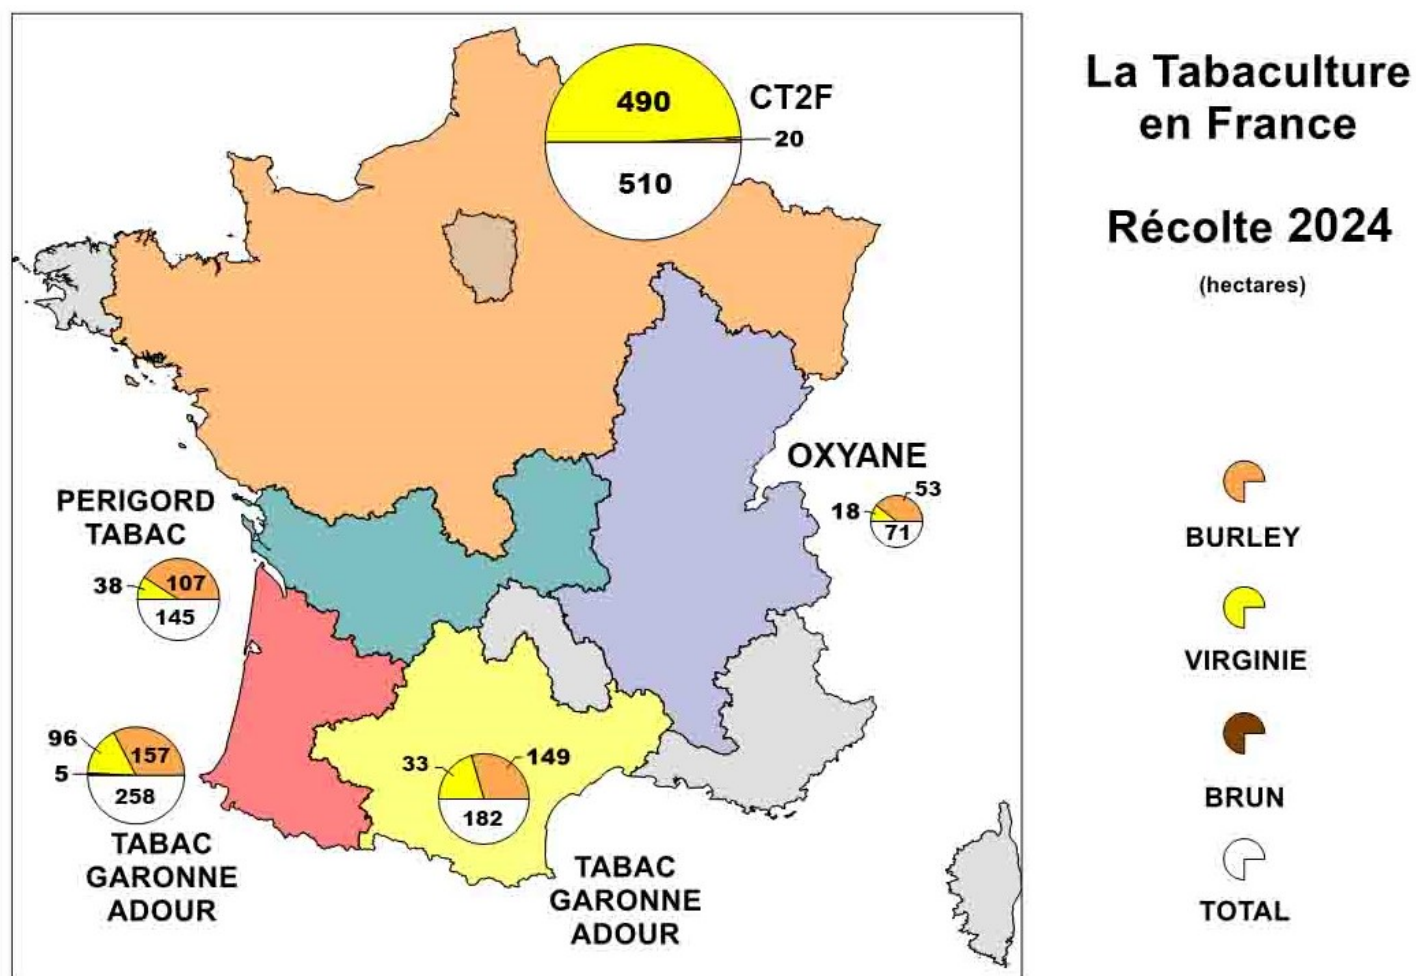 La Tabaculture
en France
Récolte 2024
(hectares)
490
CT2F
20
510
OXYANE
53
18
71
PERIGORD
TABAC
38
107
145
96
157
5
258
TABAC
GARONNE
ADOUR
33
149
182
TABAC
GARONNE
ADOUR
BURLEY
VIRGINIE
BRUN
TOTAL